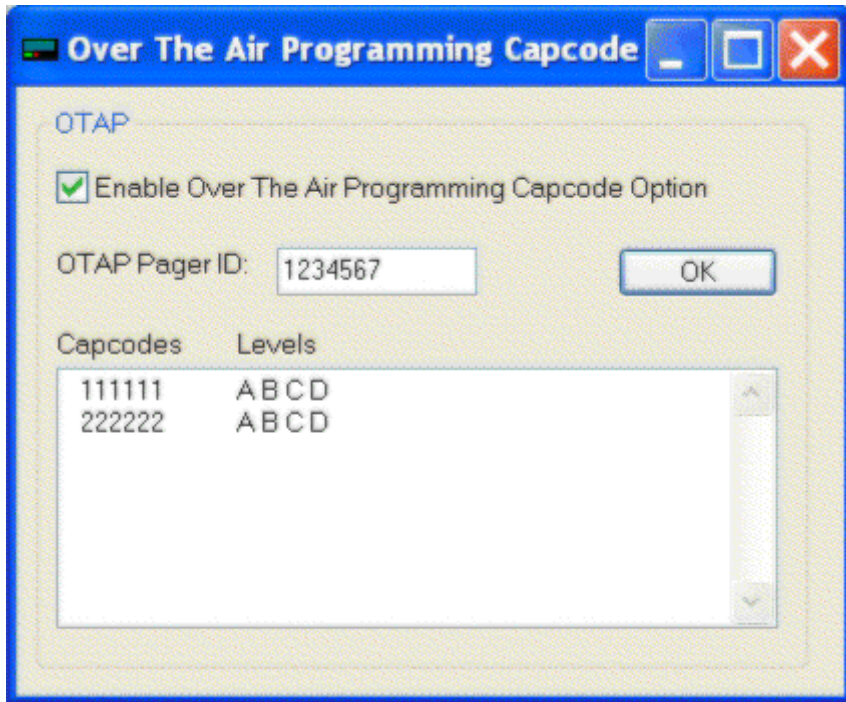 Over The Air Programming Capcode
OTAP
Enable Over The Air Programming Capcode Option
OTAP Pager ID: 1234567 OK
Capcodes Levels
111111 A B C D
222222 A B C D